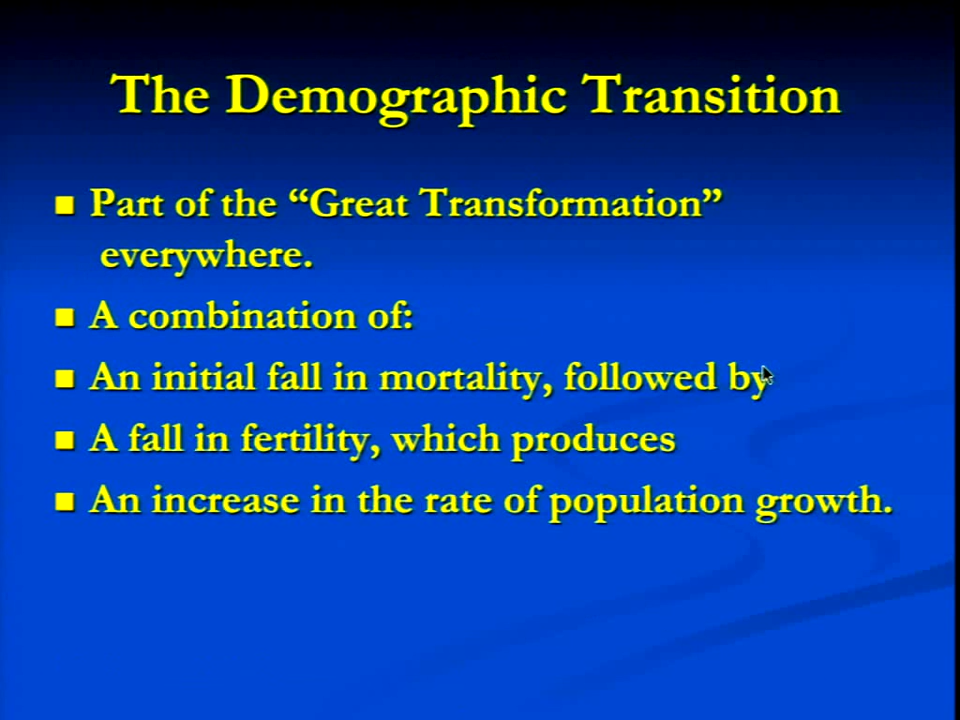 The Demographic Transition
Part of the “Great Transformation”
everywhere.
A combination of:
An initial fall in mortality, followed by
A fall in fertility, which produces
An increase in the rate of population growth.